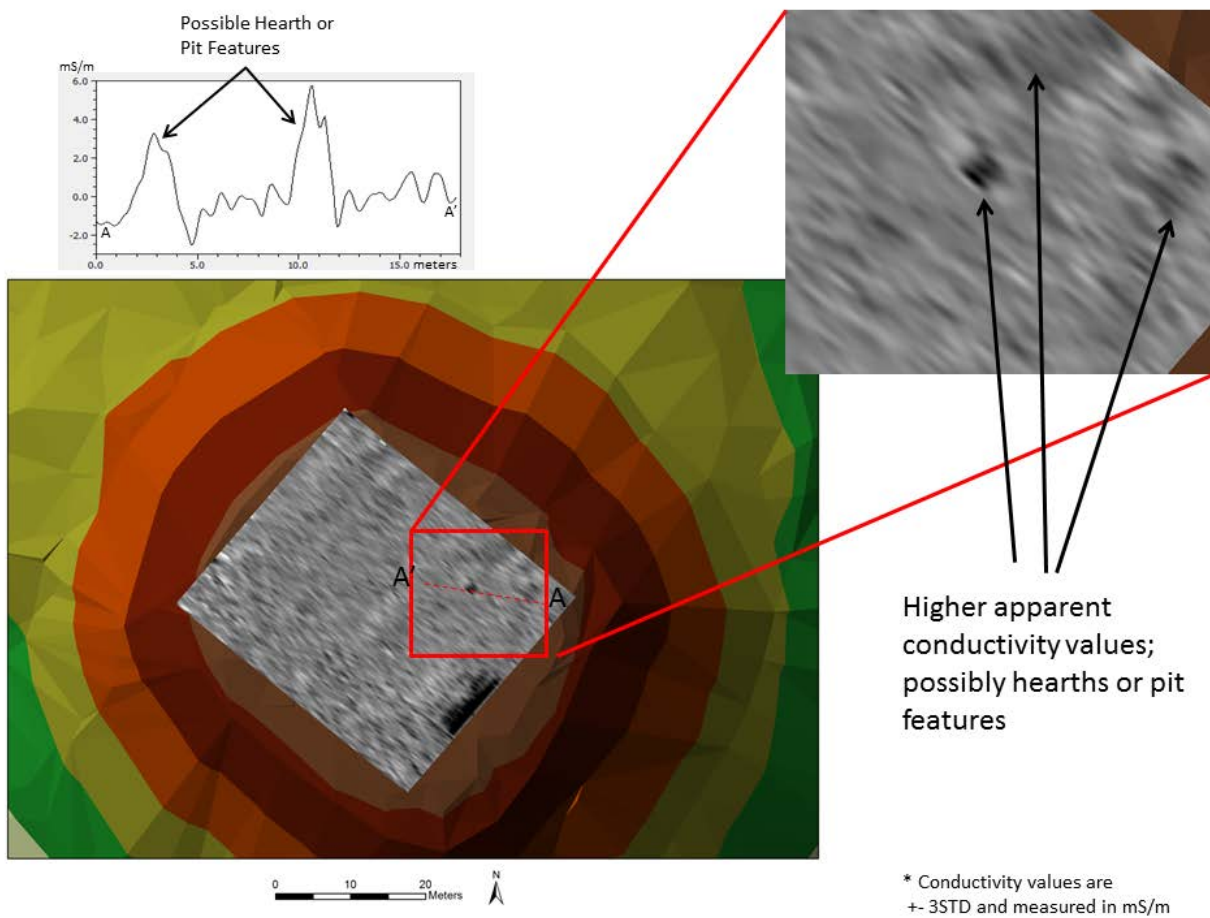 Possible Hearth or
Pit Features
mS/m
6.0
4.0
2.0
0.0
-2.0
A
A'
0.0 5.0 10.0 15.0 meters
A' A
Higher apparent
conductivity values;
possibly hearths or pit
features
0 10 20
Meters
N
* Conductivity values are
+- 3STD and measured in mS/m